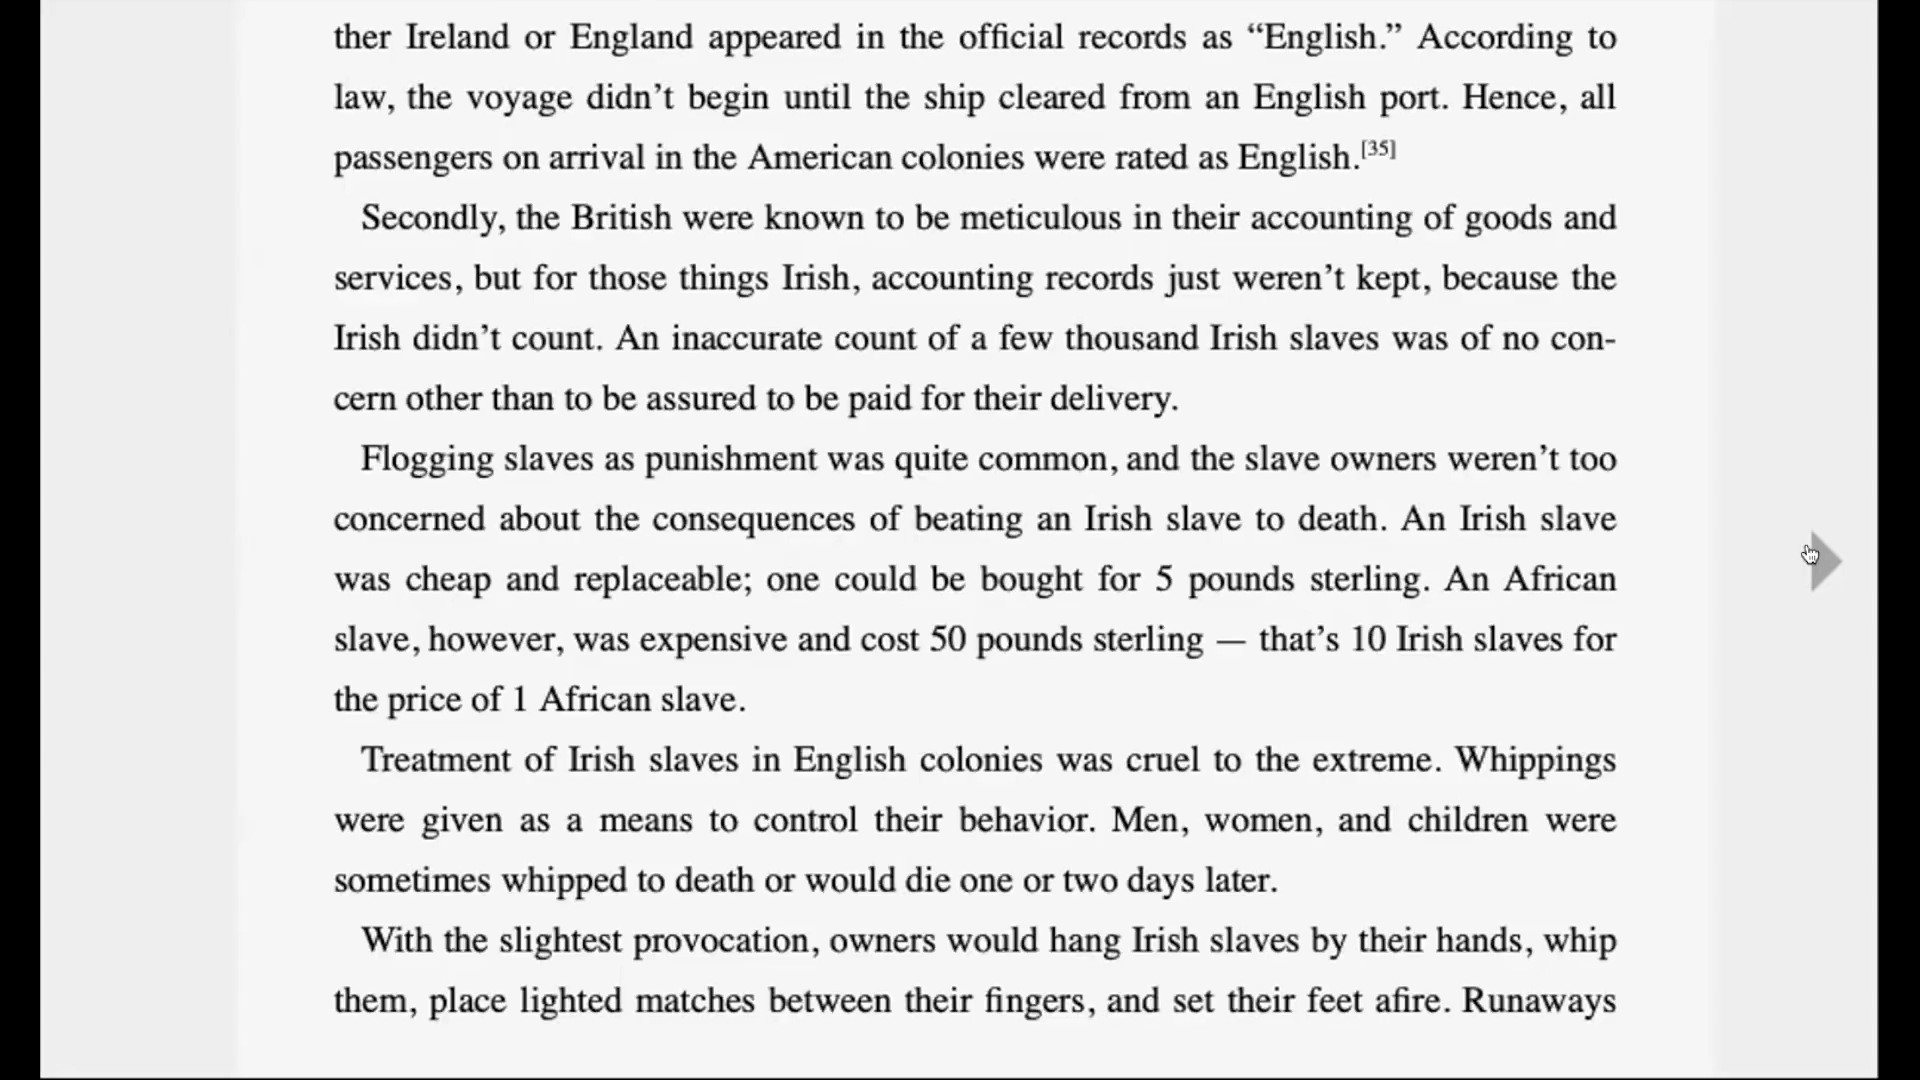 ther Ireland or England appeared in the official records as “English.” According to
law, the voyage didn’t begin until the ship cleared from an English port. Hence, all
passengers on arrival in the American colonies were rated as English.[35]
Secondly, the British were known to be meticulous in their accounting of goods and
services, but for those things Irish, accounting records just weren’t kept, because the
Irish didn’t count. An inaccurate count of a few thousand Irish slaves was of no con-
cern other than to be assured to be paid for their delivery.
Flogging slaves as punishment was quite common, and the slave owners weren’t too
concerned about the consequences of beating an Irish slave to death. An Irish slave
was cheap and replaceable; one could be bought for 5 pounds sterling. An African
slave, however, was expensive and cost 50 pounds sterling — that’s 10 Irish slaves for
the price of 1 African slave.
Treatment of Irish slaves in English colonies was cruel to the extreme. Whippings
were given as a means to control their behavior. Men, women, and children were
sometimes whipped to death or would die one or two days later.
With the slightest provocation, owners would hang Irish slaves by their hands, whip
them, place lighted matches between their fingers, and set their feet afire. Runaways